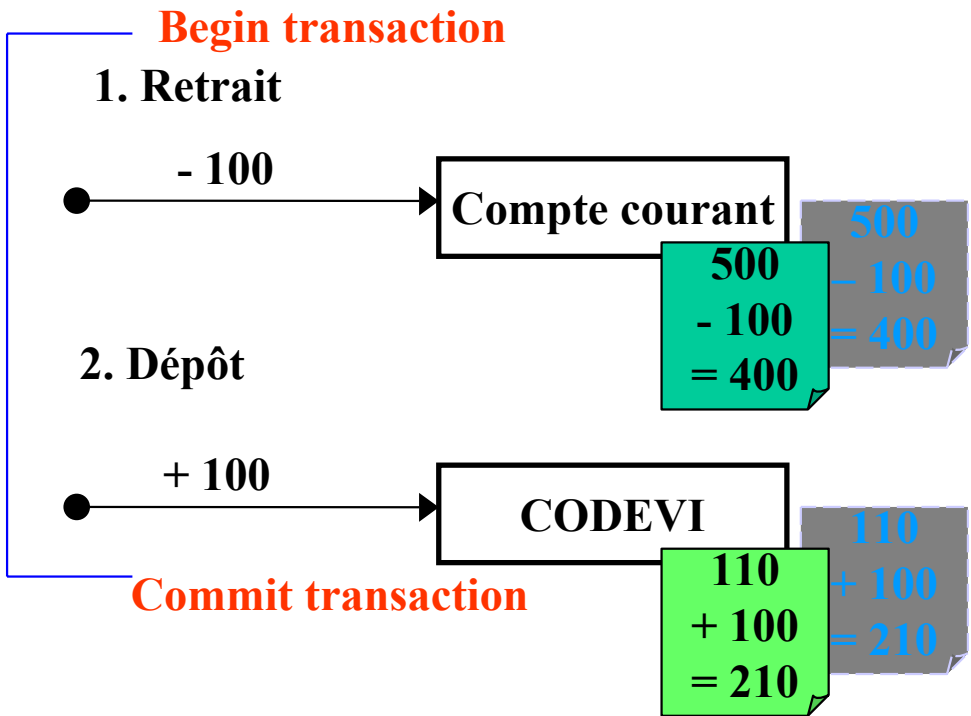 Begin transaction
1. Retrait
- 100
Compte courant
500
- 100
= 400
500
– 100
= 400
2. Dépôt
+ 100
CODEVI
110
+ 100
= 210
110
+ 100
= 210
Commit transaction